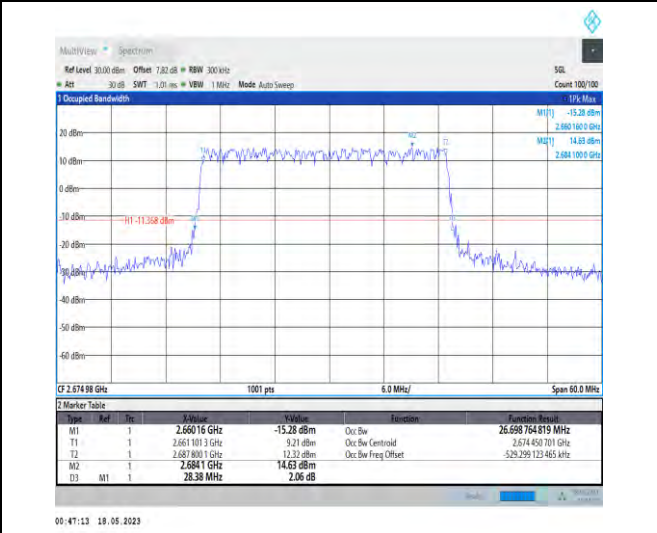 MultiView Spectrum
Ref Level 30.00 dBm Offset 7.82 dB RBW 300 kHz SGL
Att 30 dB SWT 1.01 ms VBW 1 MHz Mode Auto Sweep Count 100/100
1 Occupied Bandwidth 1Pk Max
M1[1] -15.28 dBm
2.660 160 0 GHz
M2[1] 14.63 dBm
2.684 100 0 GHz
20 dBm
M2
T2
10 dBm
0 dBm
-10 dBm
H1 -11.368 dBm
-20 dBm
-30 dBm
-40 dBm
-50 dBm
-60 dBm
CF 2.674 98 GHz 1001 pts 6.0 MHz/ Span 60.0 MHz
2 Marker Table
Type Ref Trc X-Value Y-Value Function Function Result
M1 1 2.660 16 GHz -15.28 dBm Occ Bw 26.698 764 819 MHz
T1 1 2.661 101 3 GHz 9.21 dBm Occ Bw Centroid 2.674 450 701 GHz
T2 1 2.687 800 1 GHz 12.32 dBm Occ Bw Freq Offset -529.299 123 465 kHz
M2 1 2.684 1 GHz 14.63 dBm
D3 M1 1 28.38 MHz 2.06 dB
00:47:13 18.05.2023